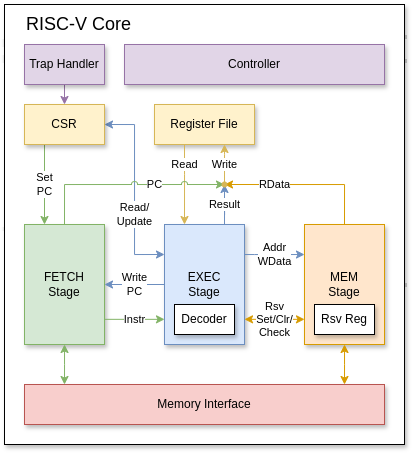 RISC-V Core
Trap Handler
Controller
CSR
Register File
Set
PC
Read
Write
PC
RData
Read/
Update
Result
FETCH
Stage
Write
PC
Instr
EXEC
Stage
Decoder
Addr
WData
Rsv
Set/Clr/
Check
MEM
Stage
Rsv Reg
Memory Interface